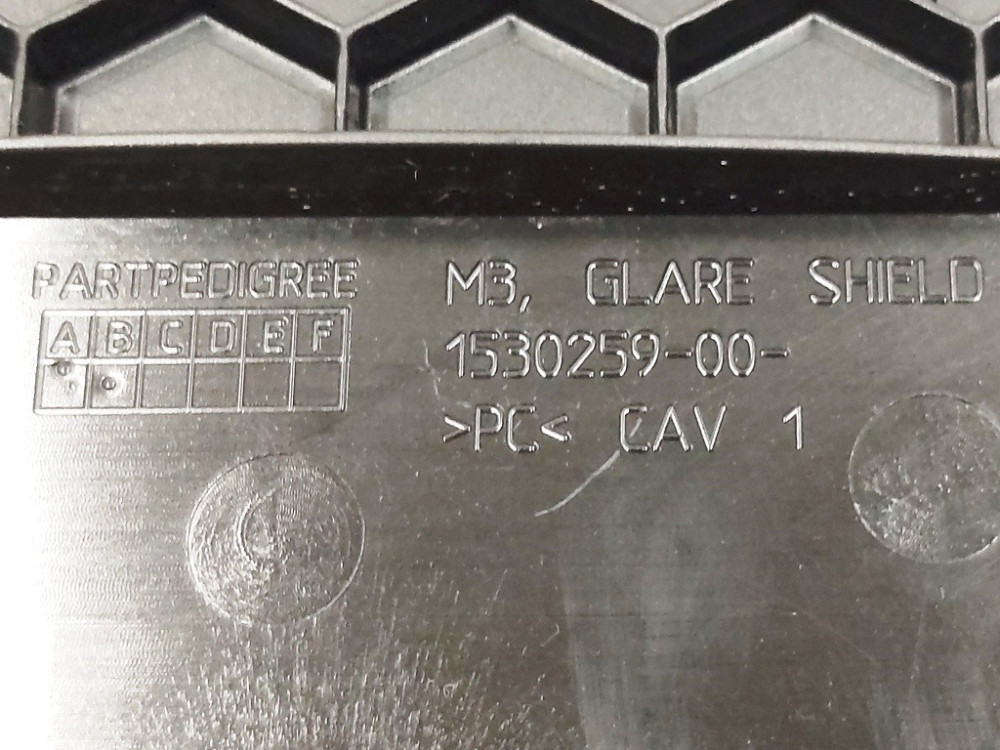 PARTPEDIGREE
A B C D E F
M3, GLARE SHIELD
1530259-00-
>PC< CAV 1